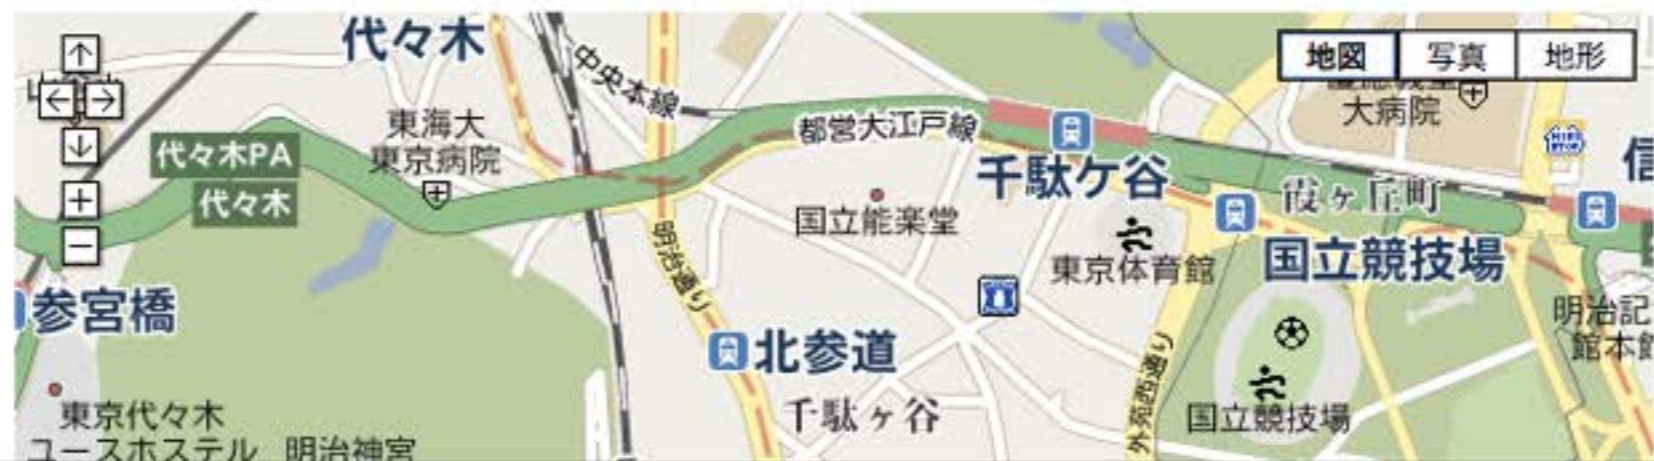 代々木
中央本線
地図 写真 地形
大病院
東海大
東京病院
都営大江戸線
代々木PA
代々木
千駄ケ谷
霞ヶ丘町
国立能楽堂
国立競技場
東京体育館
明治通り
参宮橋
北参道
明治記
館本館
外苑西通り
東京代々木
ユースホステル
明治神宮
千駄ヶ谷
国立競技場